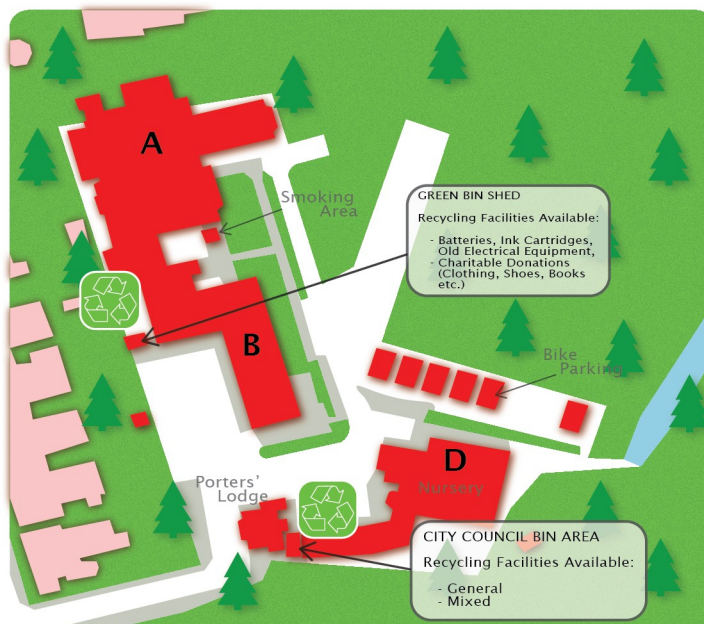 A
Smoking
Area
GREEN BIN SHED
Recycling Facilities Available:
- Batteries, Ink Cartridges,
Old Electrical Equipment,
- Charitable Donations
(Clothing, Shoes, Books
etc.)
B
Bike
Parking
D
Nursery
Porters'
Lodge
CITY COUNCIL BIN AREA
Recycling Facilities Available:
- General
- Mixed